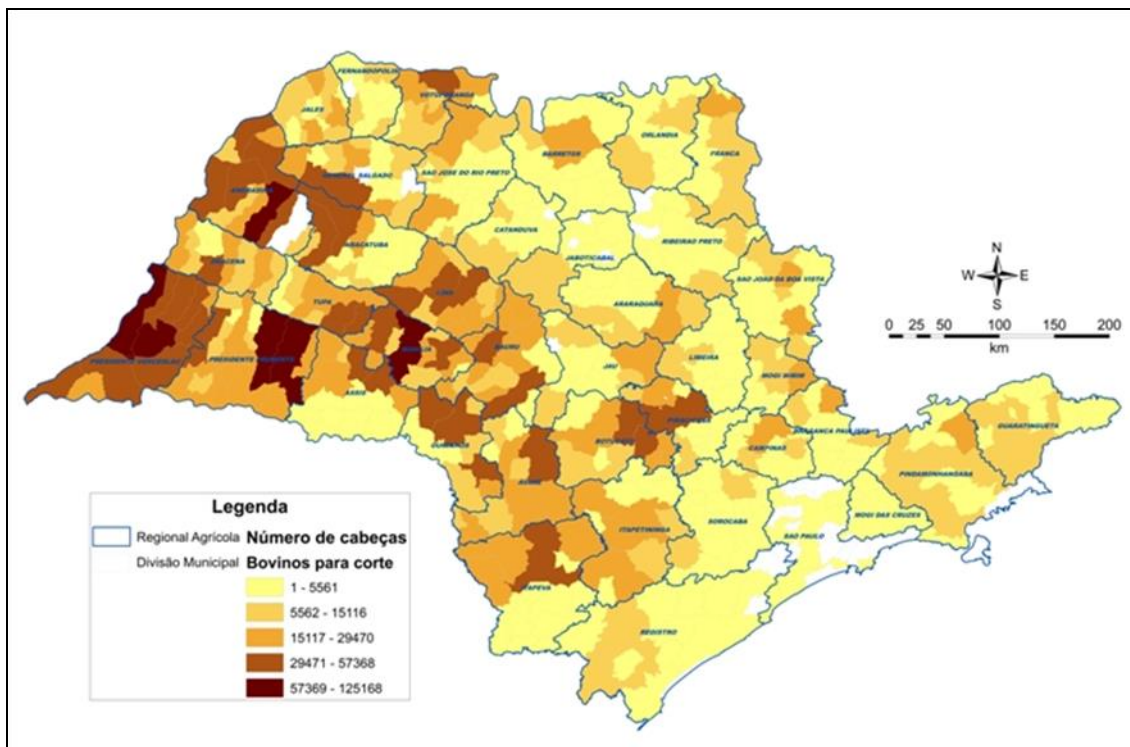 FERNANDOPOLIS
VOTUPORANGA
JALES
ORLANDIA
BARRETOS
FRANCA
SAO JOSE DO RIO PRETO
GENERAL SALGADO
ANDRADINA
CATANDUVA
RIBEIRAO PRETO
ARACATUBA
JABOTICABAL
DRACENA
SAO JOAO DA BOA VISTA
N
W E
S
LINS
TUPA
ARARAQUARA
0 25 50 100 150 200
km
BAURU
MARILIA
PRESIDENTE VENCESLAU
PRESIDENTE PRUDENTE
LIMEIRA
JAU
MOGI MIRIM
ASSIS
PIRACICABA
GUARATINGUETA
OURINHOS
BOTUCATU
BRAGANCA PAULISTA
CAMPINAS
PINDAMONHANGABA
AVARE
MOGI DAS CRUZES
ITAPETININGA
SOROCABA
SAO PAULO
ITAPEVA
REGISTRO
Legenda
Regional Agrícola
Divisão Municipal
Número de cabeças
Bovinos para corte
1 - 5561
5562 - 15116
15117 - 29470
29471 - 57368
57369 - 125168